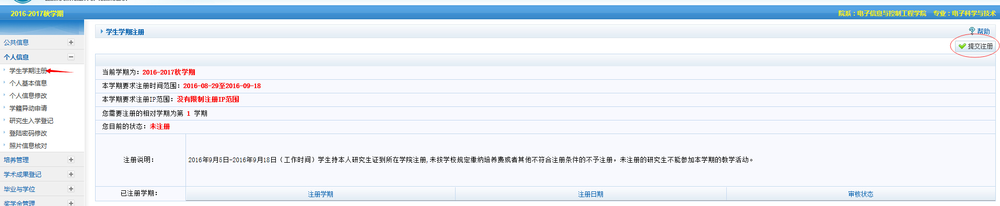 2016-2017秋学期
院系：电子信息与控制工程学院 专业：电子科学与技术
学生学期注册
帮助
提交注册
公共信息
个人信息
学生学期注册
个人基本信息
个人信息修改
学籍异动申请
研究生入学登记
登陆密码修改
照片信息核对
培养管理
学术成果登记
毕业与学位
奖学金管理
当前学期为：2016-2017秋学期
本学期要求注册时间范围：2016-08-29至2016-09-18
本学期要求注册IP范围：没有限制注册IP范围
您需要注册的相对学期为第 1 学期
您目前的状态：未注册
注册说明：
2016年9月5日-2016年9月18日（工作时间）学生持本人研究生证到所在学院注册,未按学校规定缴纳培养费或者其他不符合注册条件的不予注册，未注册的研究生不能参加本学期的教学活动。
已注册学期：
注册学期
注册日期
审核状态